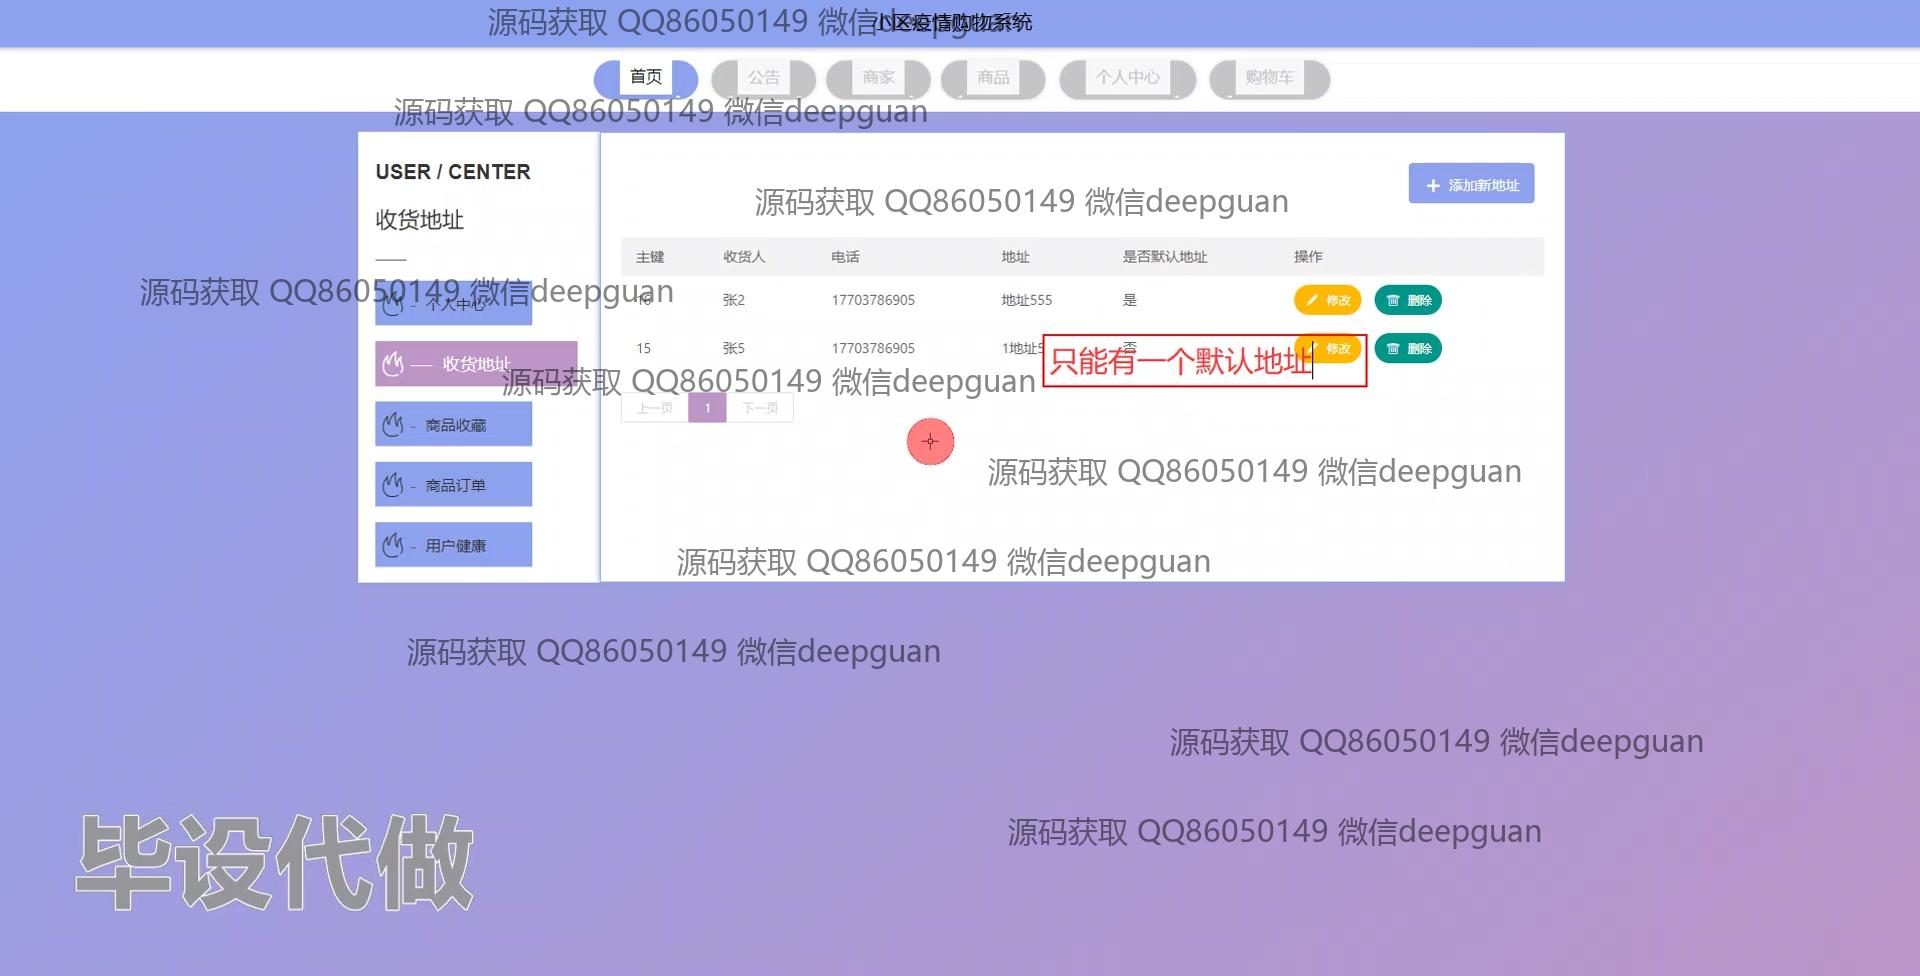 源码获取 QQ86050149 微信deepguan
小区疫情购物系统
首页 公告 商家 商品 个人中心 购物车
源码获取 QQ86050149 微信deepguan
USER / CENTER
收货地址
源码获取 QQ86050149 微信deepguan
添加新地址
主键 收货人 电话 地址 是否默认地址 操作
源码获取 QQ86050149 微信deepguan
个人中心
16 张2 17703786905 地址555 是 修改 删除
15 张5 17703786905 1地址5 否 修改 删除
只能有一个默认地址
收货地址
源码获取 QQ86050149 微信deepguan
上一页 1 下一页
商品收藏
源码获取 QQ86050149 微信deepguan
商品订单
用户健康
源码获取 QQ86050149 微信deepguan
源码获取 QQ86050149 微信deepguan
源码获取 QQ86050149 微信deepguan
源码获取 QQ86050149 微信deepguan
毕设代做